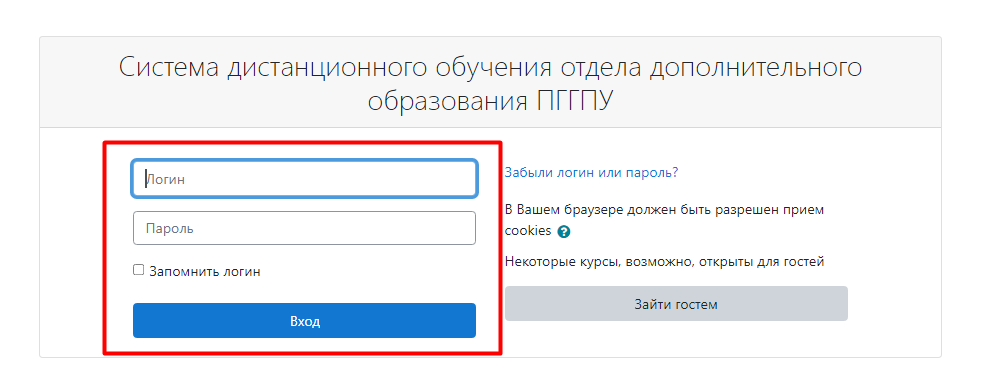 Система дистанционного обучения отдела дополнительного
образования ПГГПУ
Логин
Пароль
Запомнить логин
Вход
Забыли логин или пароль?
В Вашем браузере должен быть разрешен прием
cookies
Некоторые курсы, возможно, открыты для гостей
Зайти гостем